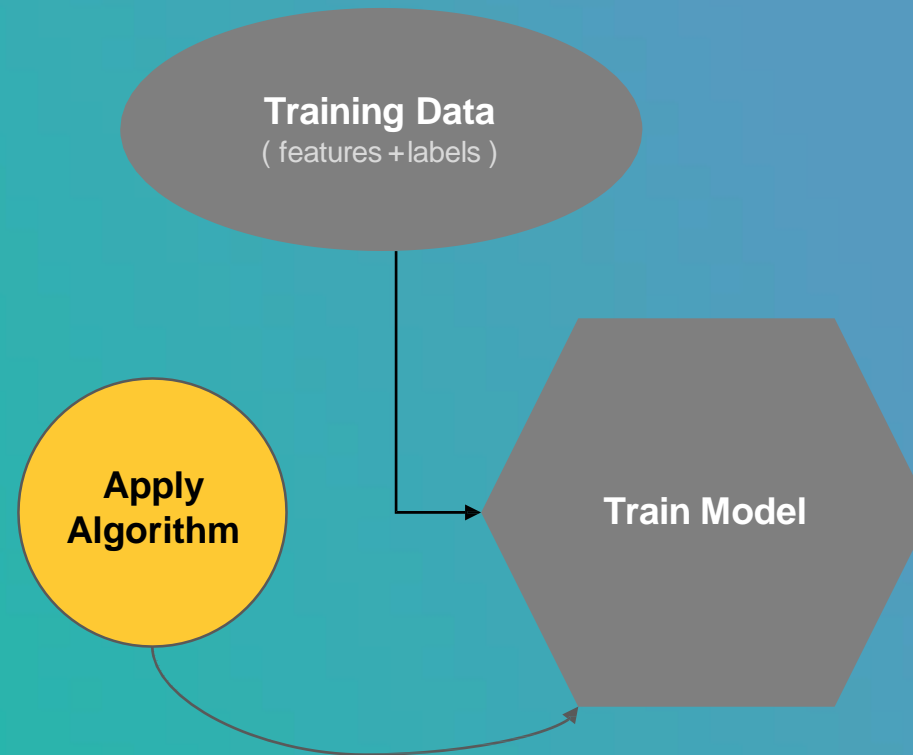 Training Data
( features +labels )
Apply
Algorithm
Train Model